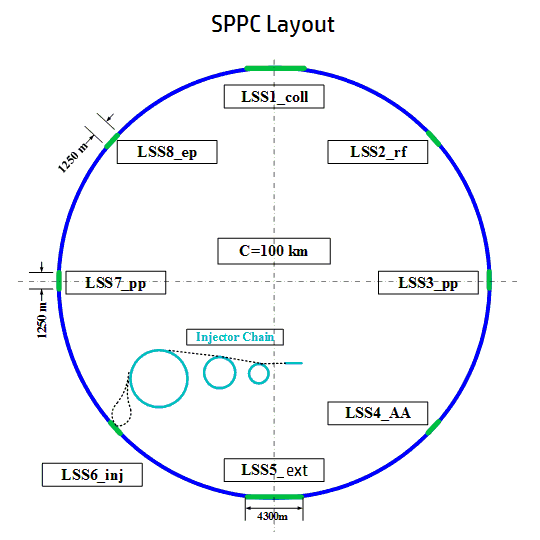 SPPC Layout
LSS1_coll
LSS8_ep
LSS2_rf
1250 m
C=100 km
LSS7_pp
LSS3_pp
1250 m
Injector Chain
LSS4_AA
LSS6_inj
LSS5_ext
4300m